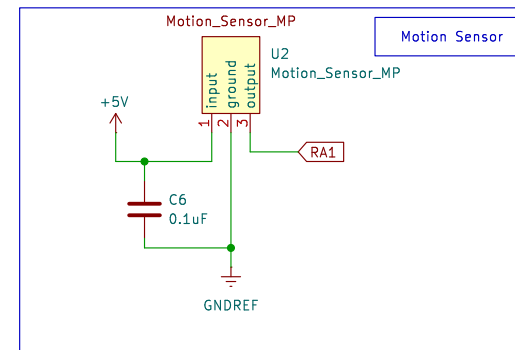 Motion_Sensor_MP
Motion Sensor
U2
Motion_Sensor_MP
input
ground
output
1
2
3
+5V
RA1
C6
0.1uF
GNDREF